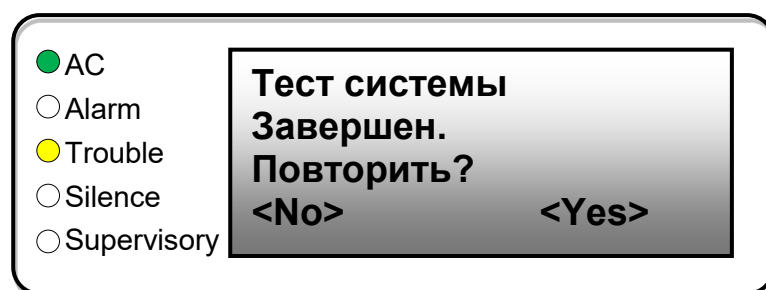 AC
Alarm
Trouble
Silence
Supervisory
Тест системы
Завершен.
Повторить?
<No> <Yes>